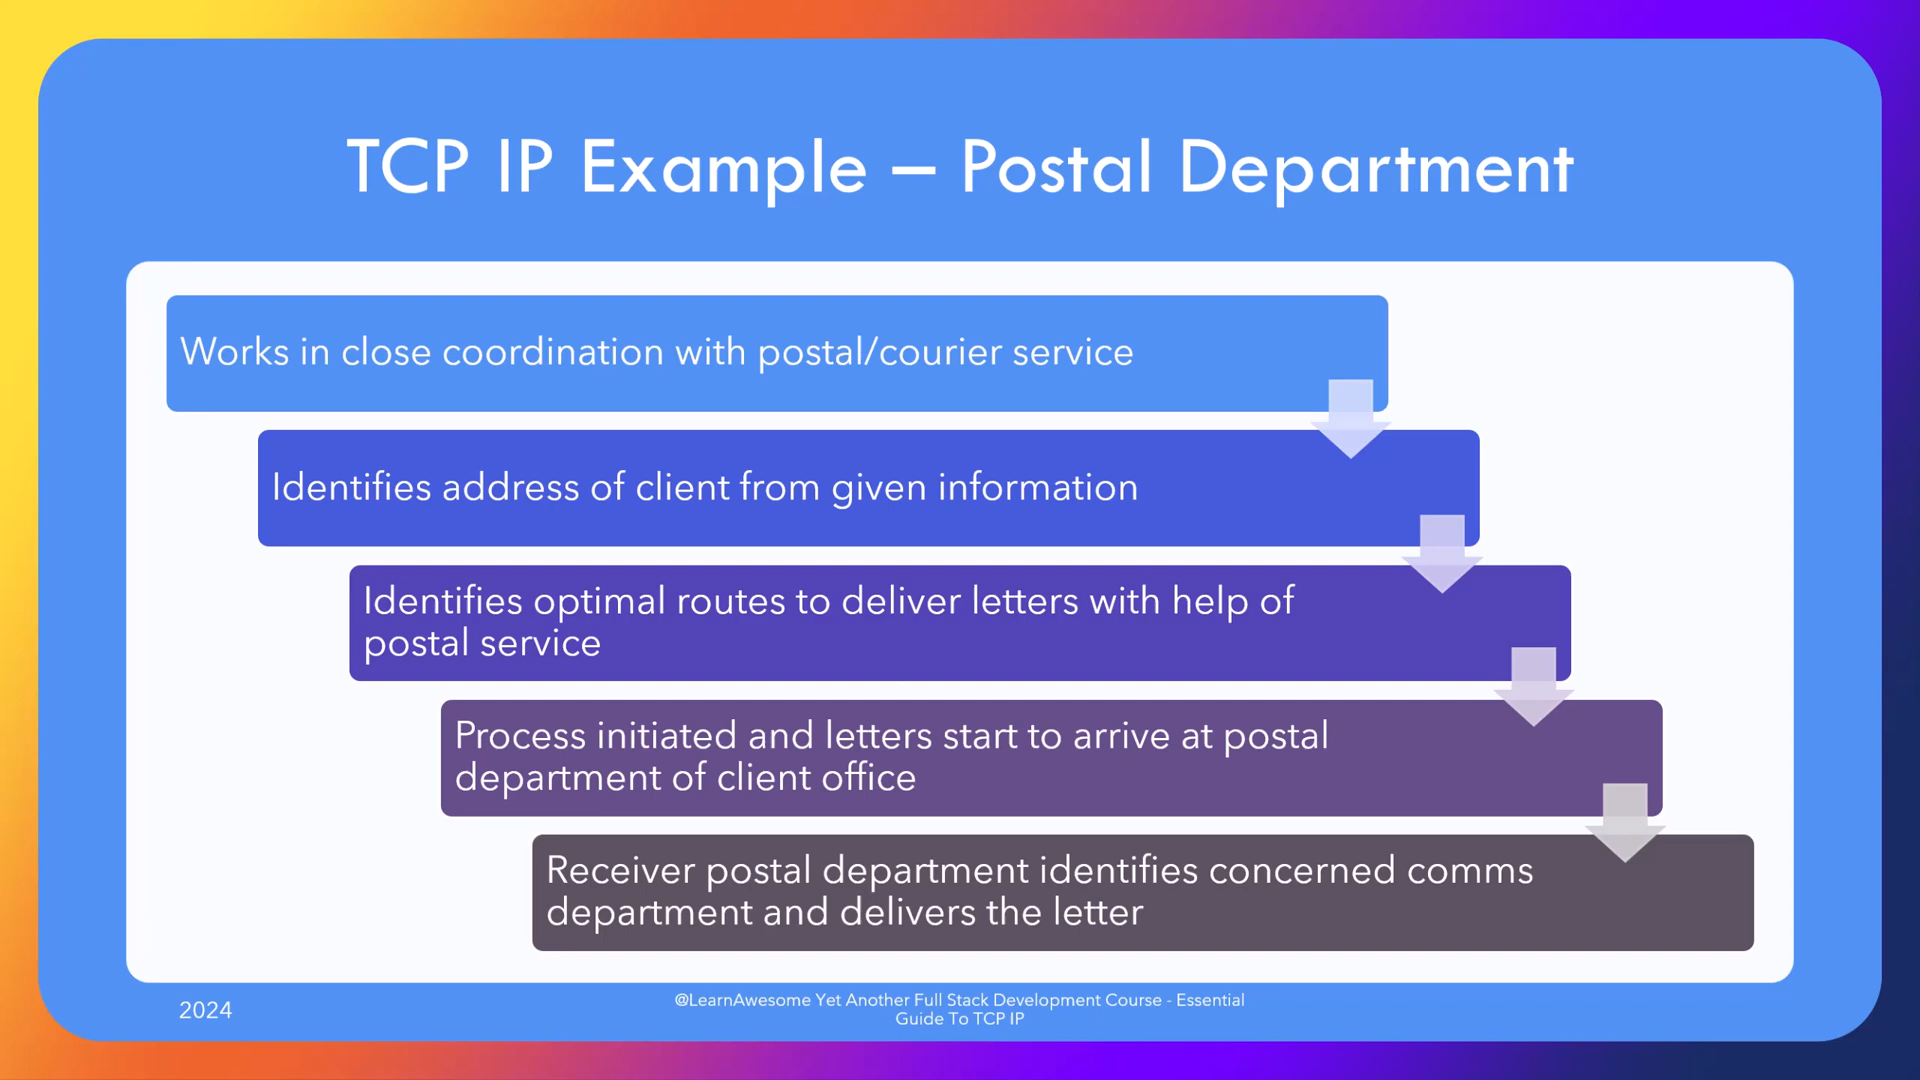 TCP IP Example – Postal Department
Works in close coordination with postal/courier service
Identifies address of client from given information
Identifies optimal routes to deliver letters with help of
postal service
Process initiated and letters start to arrive at postal
department of client office
Receiver postal department identifies concerned comms
department and delivers the letter
2024
@LearnAwesome Yet Another Full Stack Development Course - Essential
Guide To TCP IP